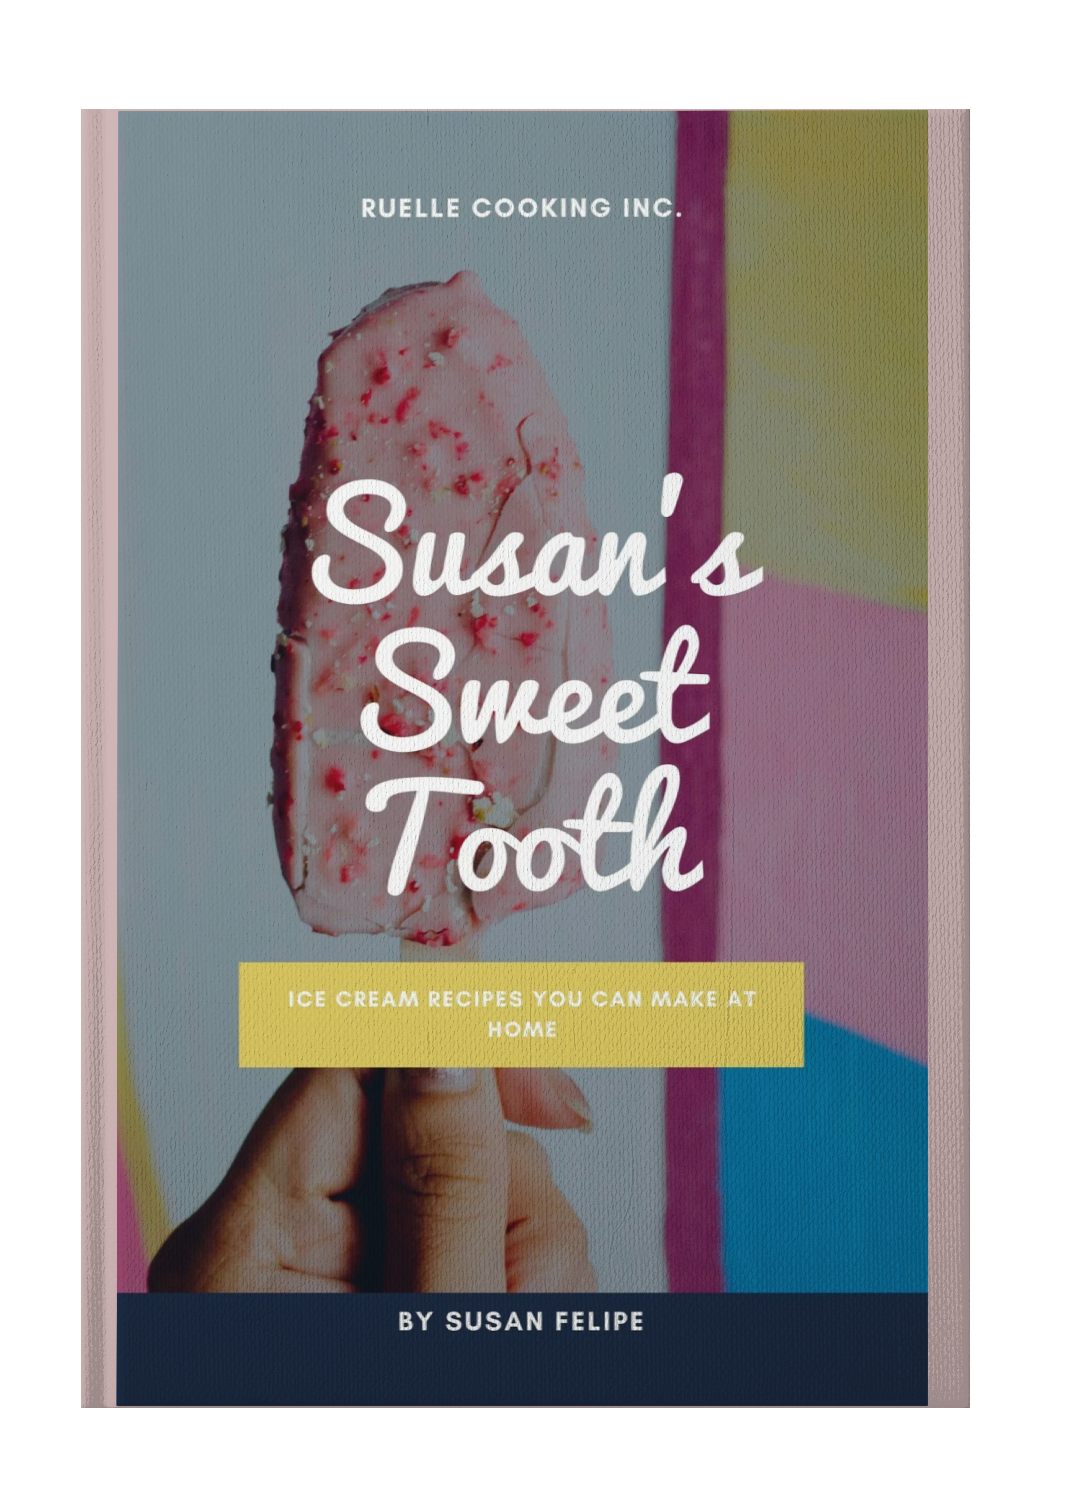 RUELLE COOKING INC.
Susan's
Sweet
Tooth
ICE CREAM RECIPES YOU CAN MAKE AT
HOME
BY SUSAN FELIPE